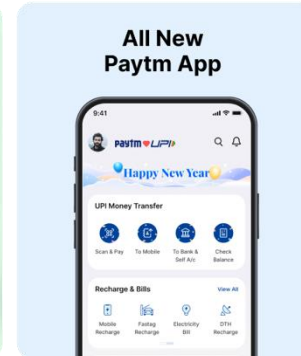 All New
Paytm App
9:41
paytm UPI
Happy New Year
UPI Money Transfer
Scan & Pay
To Mobile
To Bank &
Self A/c
Check
Balance
Recharge & Bills
View All
Mobile
Recharge
Fastag
Recharge
Electricity
Bill
DTH
Recharge